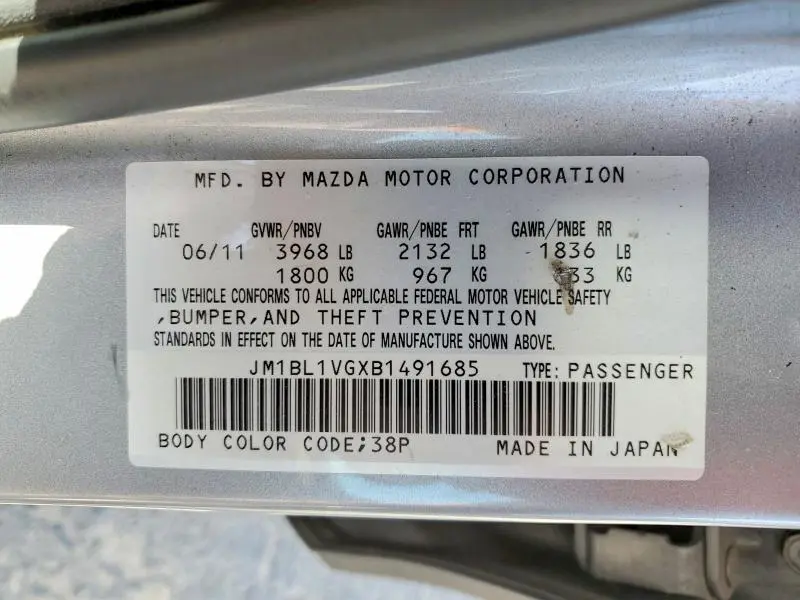 MFD. BY MAZDA MOTOR CORPORATION
DATE GVWR/PNBV GAWR/PNBE FRT GAWR/PNBE RR
06/11 3968 LB 2132 LB 1836 LB
1800 KG 967 KG KG
THIS VEHICLE CONFORMS TO ALL APPLICABLE FEDERAL MOTOR VEHICLE SAFETY
,BUMPER,AND THEFT PREVENTION
STANDARDS IN EFFECT ON THE DATE OF MANUFACTURE SHOWN ABOVE.
JM1BL1VGXB1491685 TYPE: PASSENGER
BODY COLOR CODE;38P MADE IN JAPAN